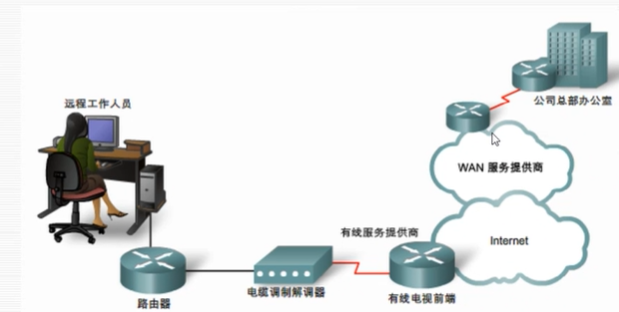 远程工作人员
公司总部办公室
WAN 服务提供商
有线服务提供商
Internet
电缆调制解调器
有线电视前端
路由器